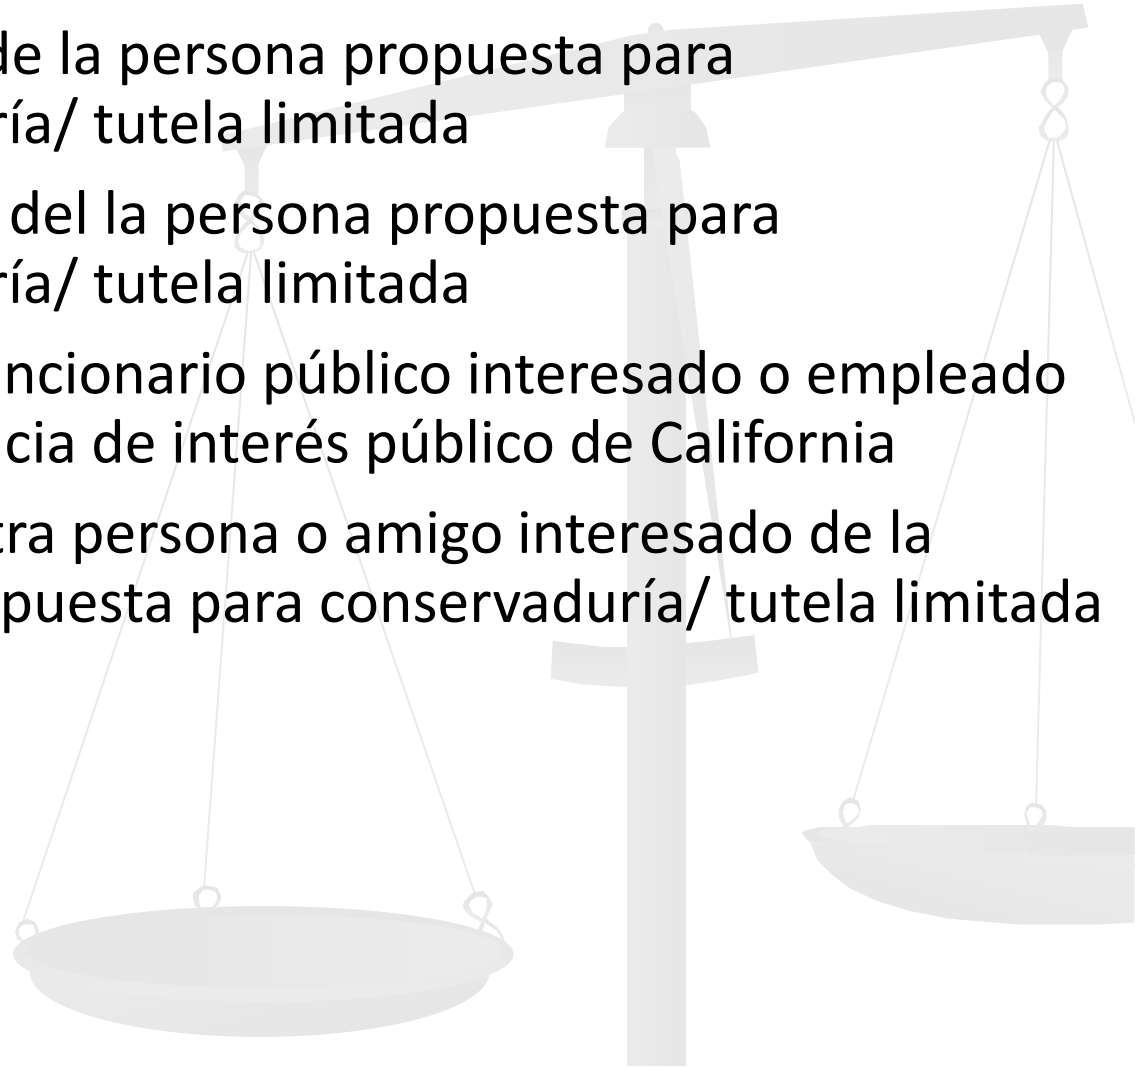 de la persona propuesta para
ría/ tutela limitada
del la persona propuesta para
ría/ tutela limitada
ncionario público interesado o empleado
cia de interés público de California
tra persona o amigo interesado de la
puesta para conservaduría/ tutela limitada